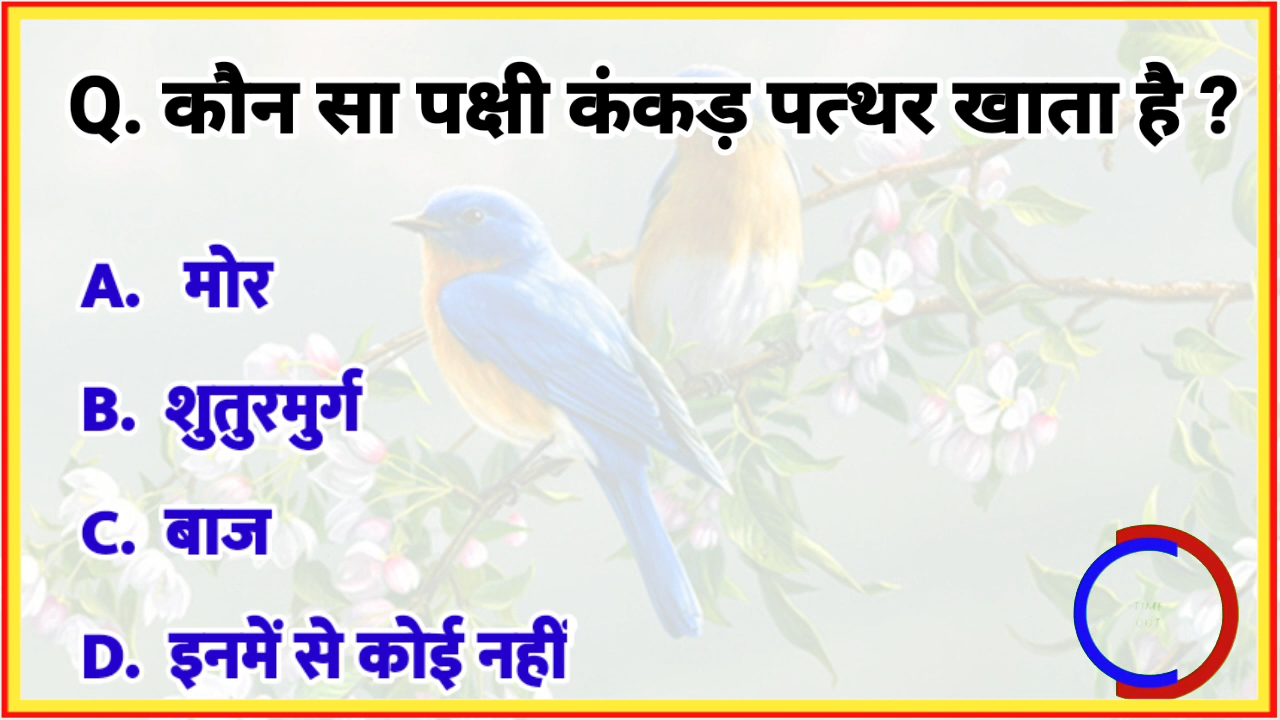 Q. कौन सा पक्षी कंकड़ पत्थर खाता है ?
A. मोर
B. शुतुरमुर्ग
C. बाज
D. इनमें से कोई नहीं